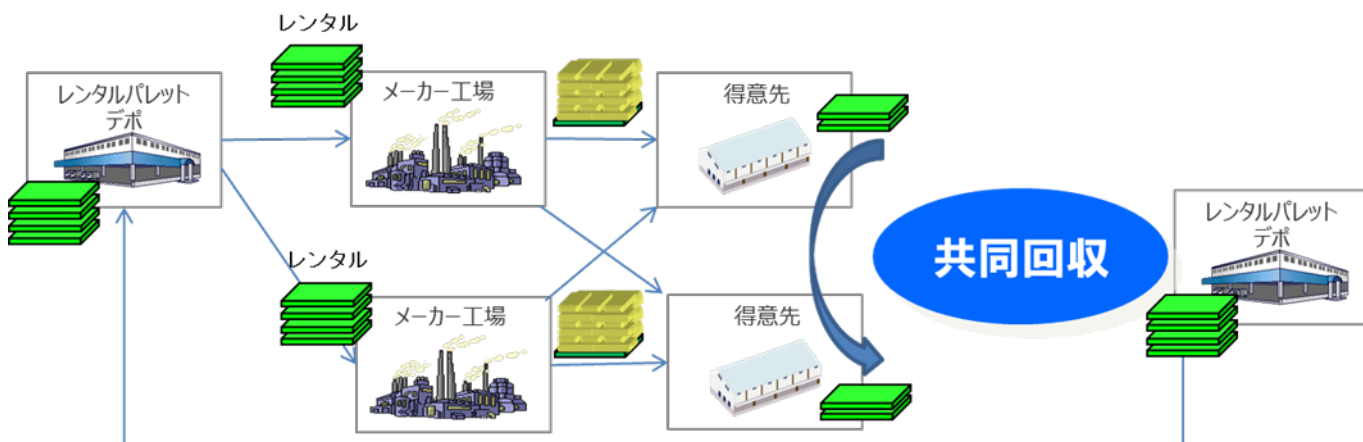 レンタル
レンタルパレット
デポ
メーカー工場
得意先
レンタル
メーカー工場
得意先
共同回収
レンタルパレット
デポ